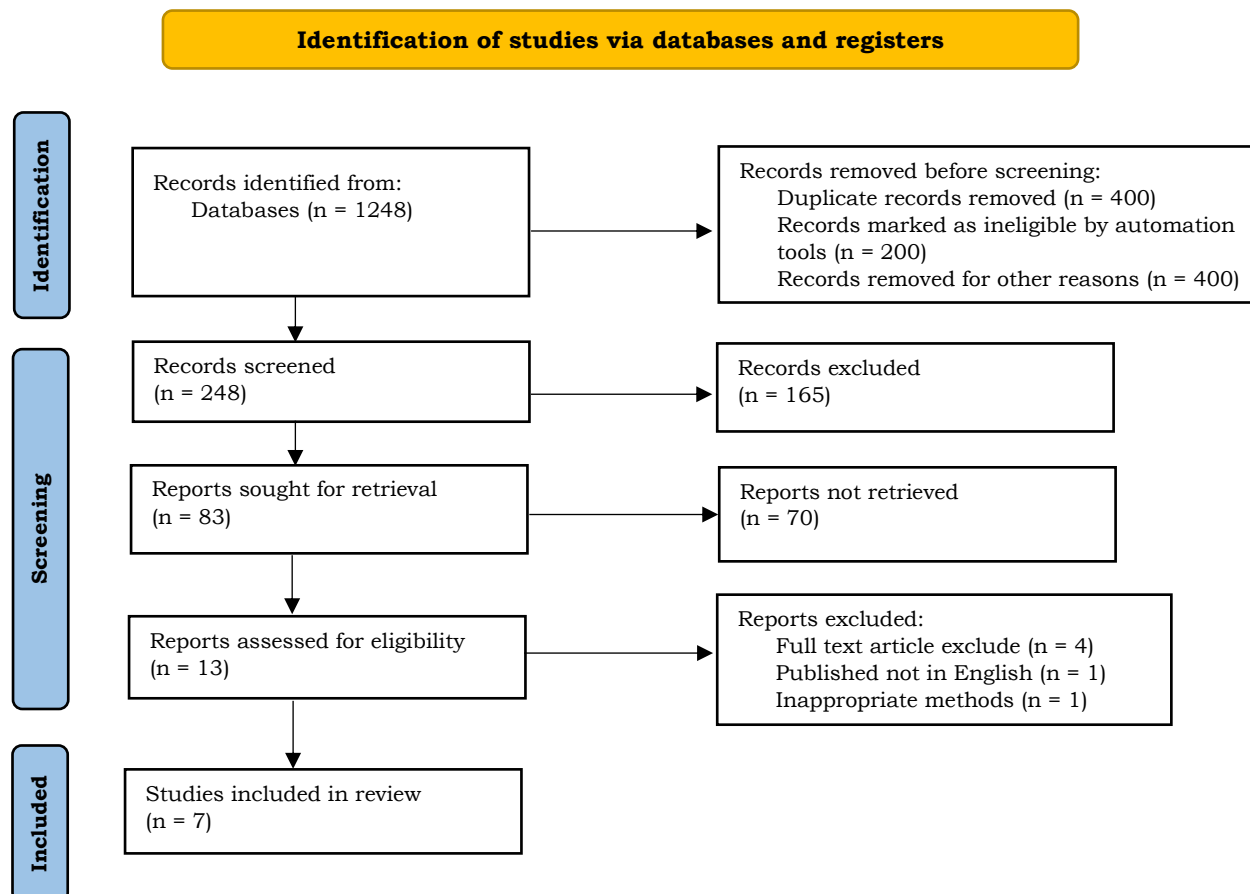 Identification of studies via databases and registers
Identification
Records identified from:
Databases (n = 1248)
Records removed before screening:
Duplicate records removed (n = 400)
Records marked as ineligible by automation
tools (n = 200)
Records removed for other reasons (n = 400)
Screening
Records screened
(n = 248)
Records excluded
(n = 165)
Reports sought for retrieval
(n = 83)
Reports not retrieved
(n = 70)
Reports assessed for eligibility
(n = 13)
Reports excluded:
Full text article exclude (n = 4)
Published not in English (n = 1)
Inappropriate methods (n = 1)
Included
Studies included in review
(n = 7)